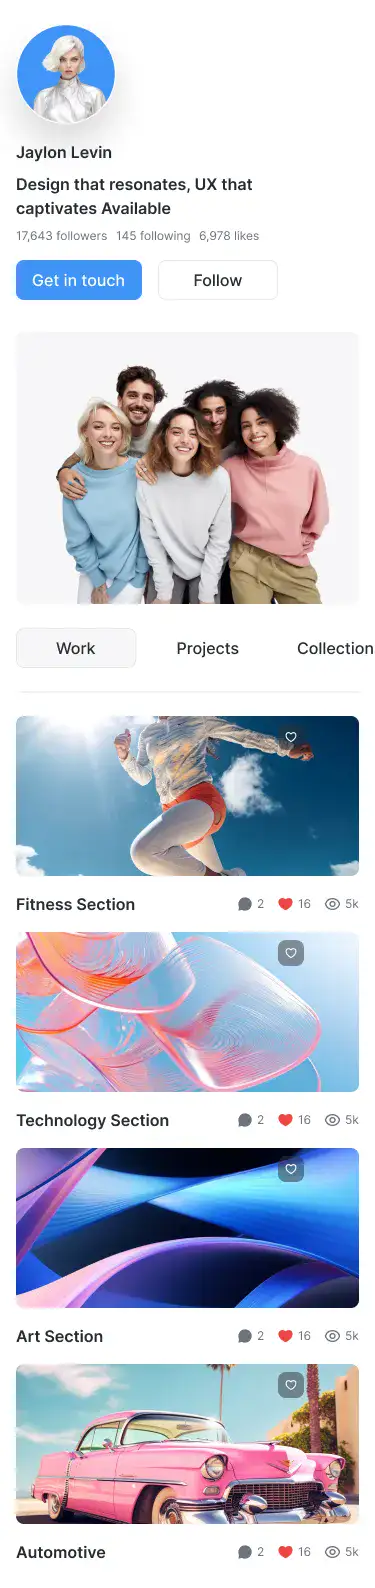 Jaylon Levin
Design that resonates, UX that
captivates Available
17,643 followers 145 following 6,978 likes
Get in touch Follow
Work Projects Collection
Fitness Section 2 16 5k
Technology Section 2 16 5k
Art Section 2 16 5k
Automotive 2 16 5k